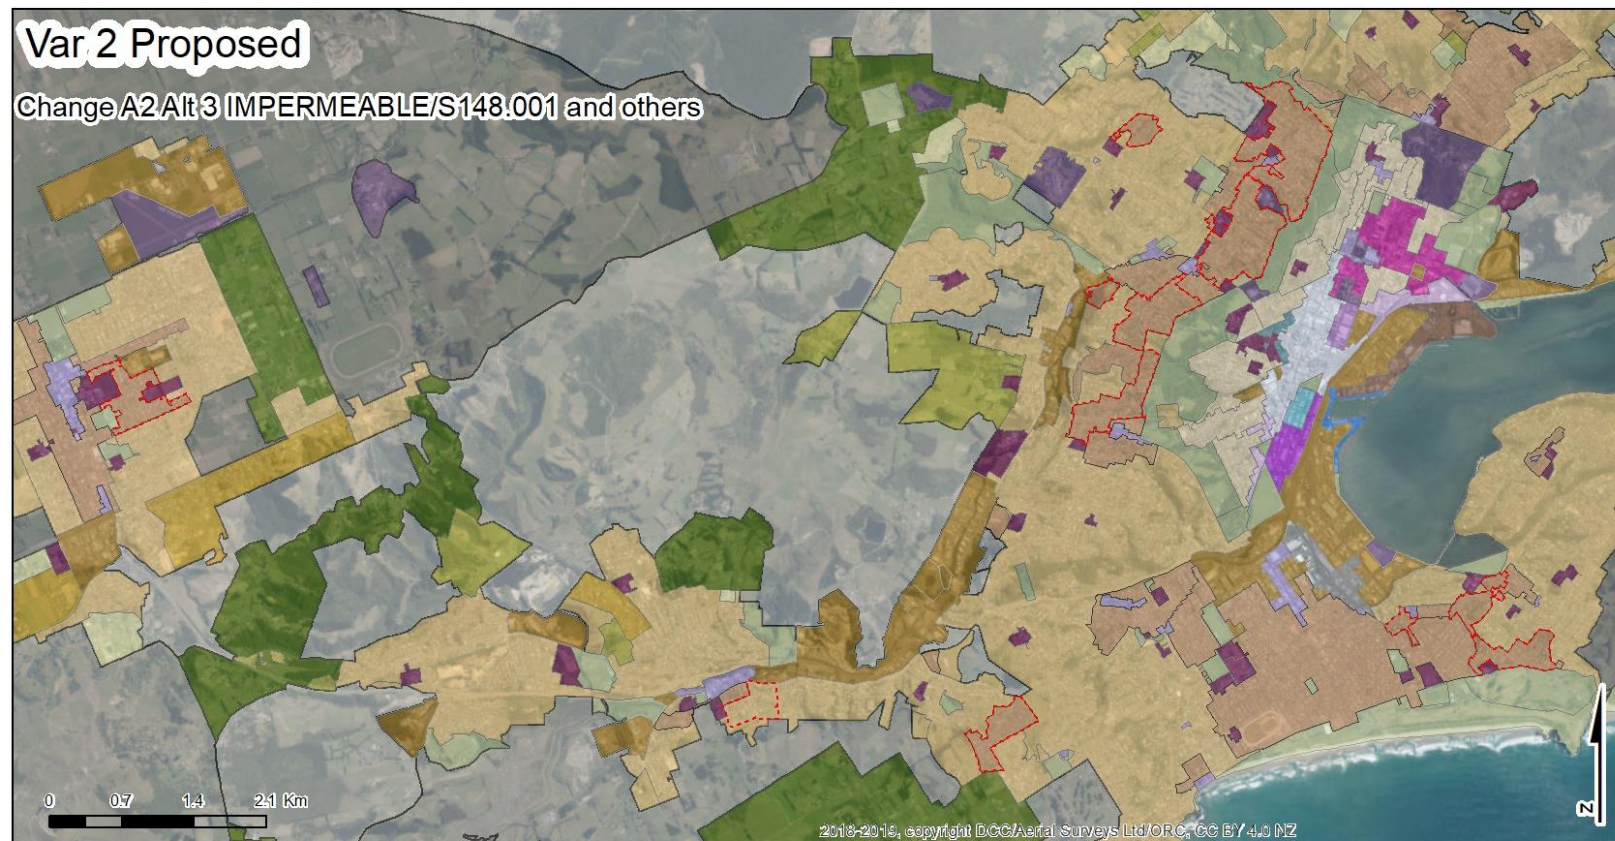 Var 2 Proposed
Change A2 Alt 3 IMPERMEABLE/S148.001 and others
0 0.7 1.4 2.1 Km
N
2018-2019, copyright DCC/Aerial Surveys Ltd/ORC, CC BY 4.0 NZ